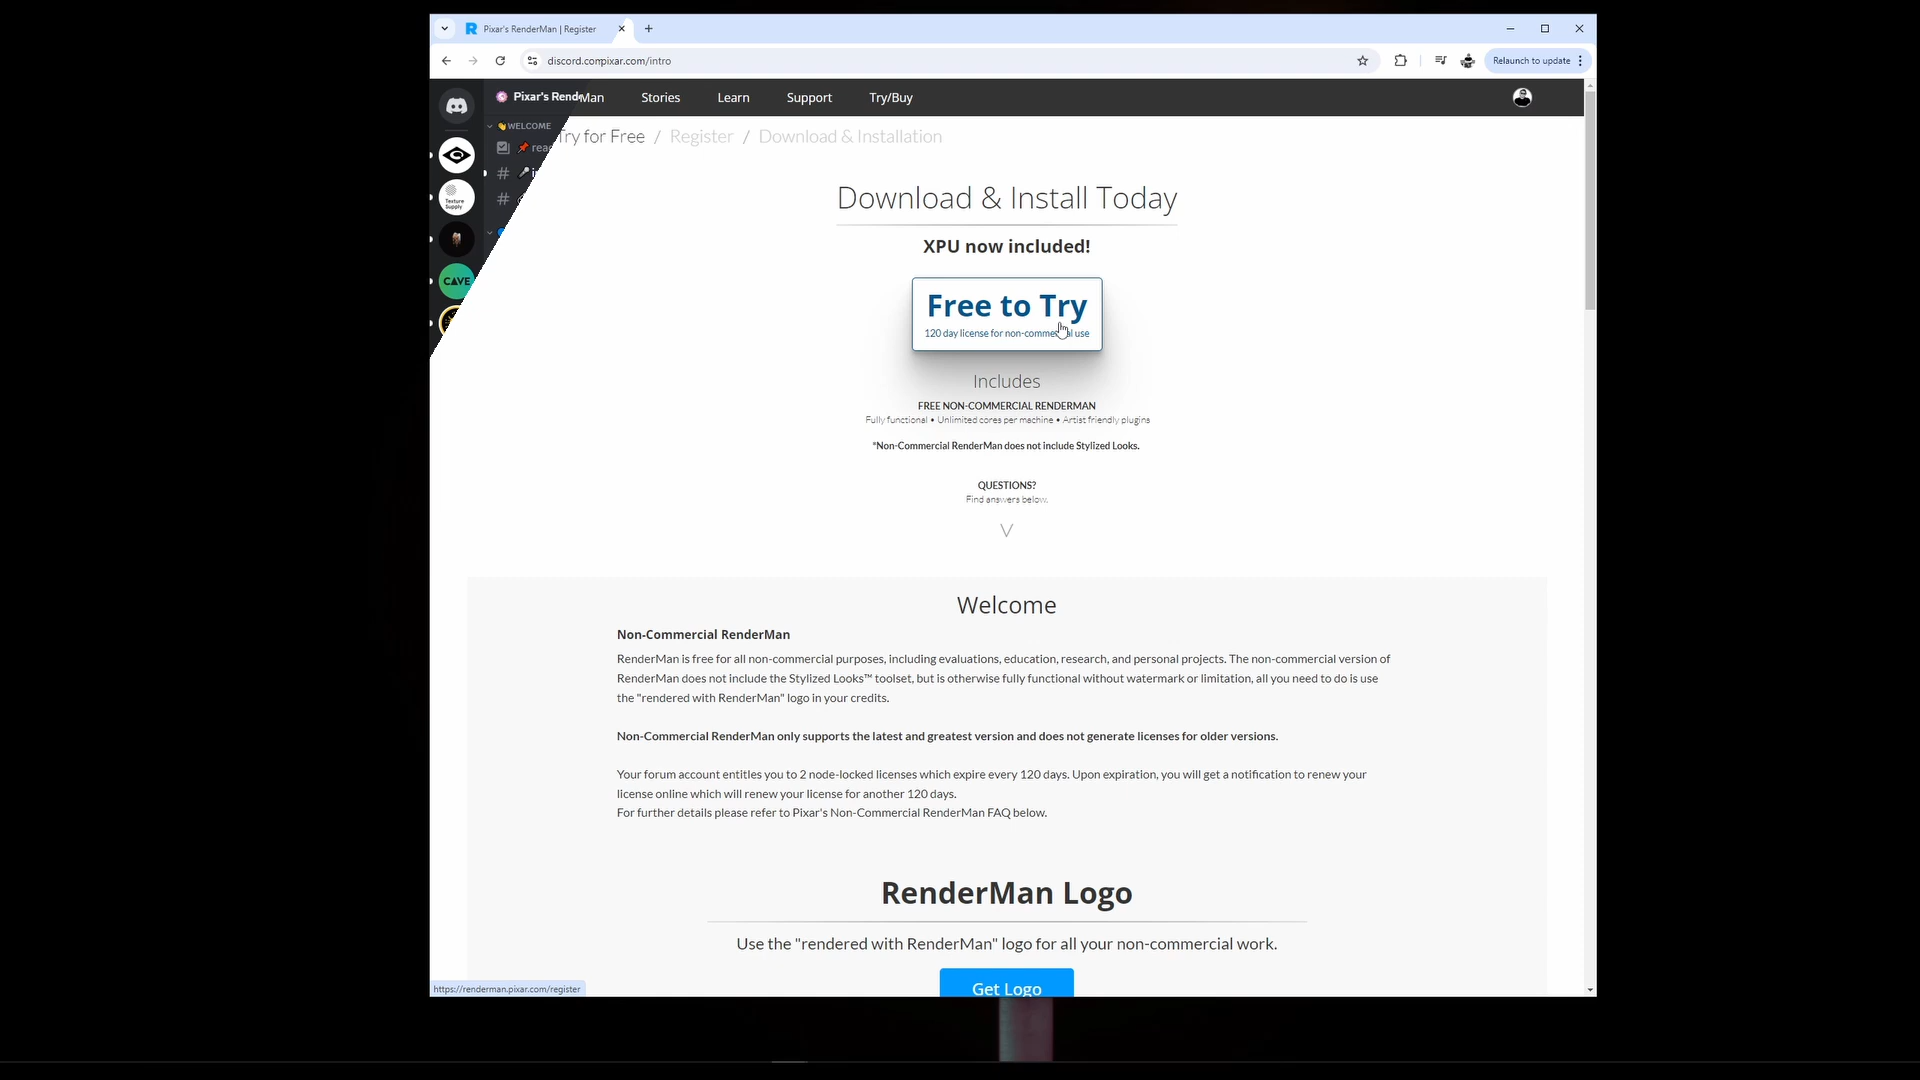 Pixar's RenderMan | Register
discord.compixar.com/intro
Relaunch to update
Pixar's RendMan
Stories
Learn
Support
Try/Buy
WELCOME
Try for Free / Register / Download & Installation
Texture
Supply
CAVE
Download & Install Today
XPU now included!
Free to Try
120 day license for non-commercial use
Includes
FREE NON-COMMERCIAL RENDERMAN
Fully functional • Unlimited cores per machine • Artist friendly plugins
*Non-Commercial RenderMan does not include Stylized Looks.
QUESTIONS?
Find answers below.
Welcome
Non-Commercial RenderMan
RenderMan is free for all non-commercial purposes, including evaluations, education, research, and personal projects. The non-commercial version of
RenderMan does not include the Stylized Looks™ toolset, but is otherwise fully functional without watermark or limitation, all you need to do is use
the "rendered with RenderMan" logo in your credits.
Non-Commercial RenderMan only supports the latest and greatest version and does not generate licenses for older versions.
Your forum account entitles you to 2 node-locked licenses which expire every 120 days. Upon expiration, you will get a notification to renew your
license online which will renew your license for another 120 days.
For further details please refer to Pixar's Non-Commercial RenderMan FAQ below.
RenderMan Logo
Use the "rendered with RenderMan" logo for all your non-commercial work.
Get Logo
https://renderman.pixar.com/register